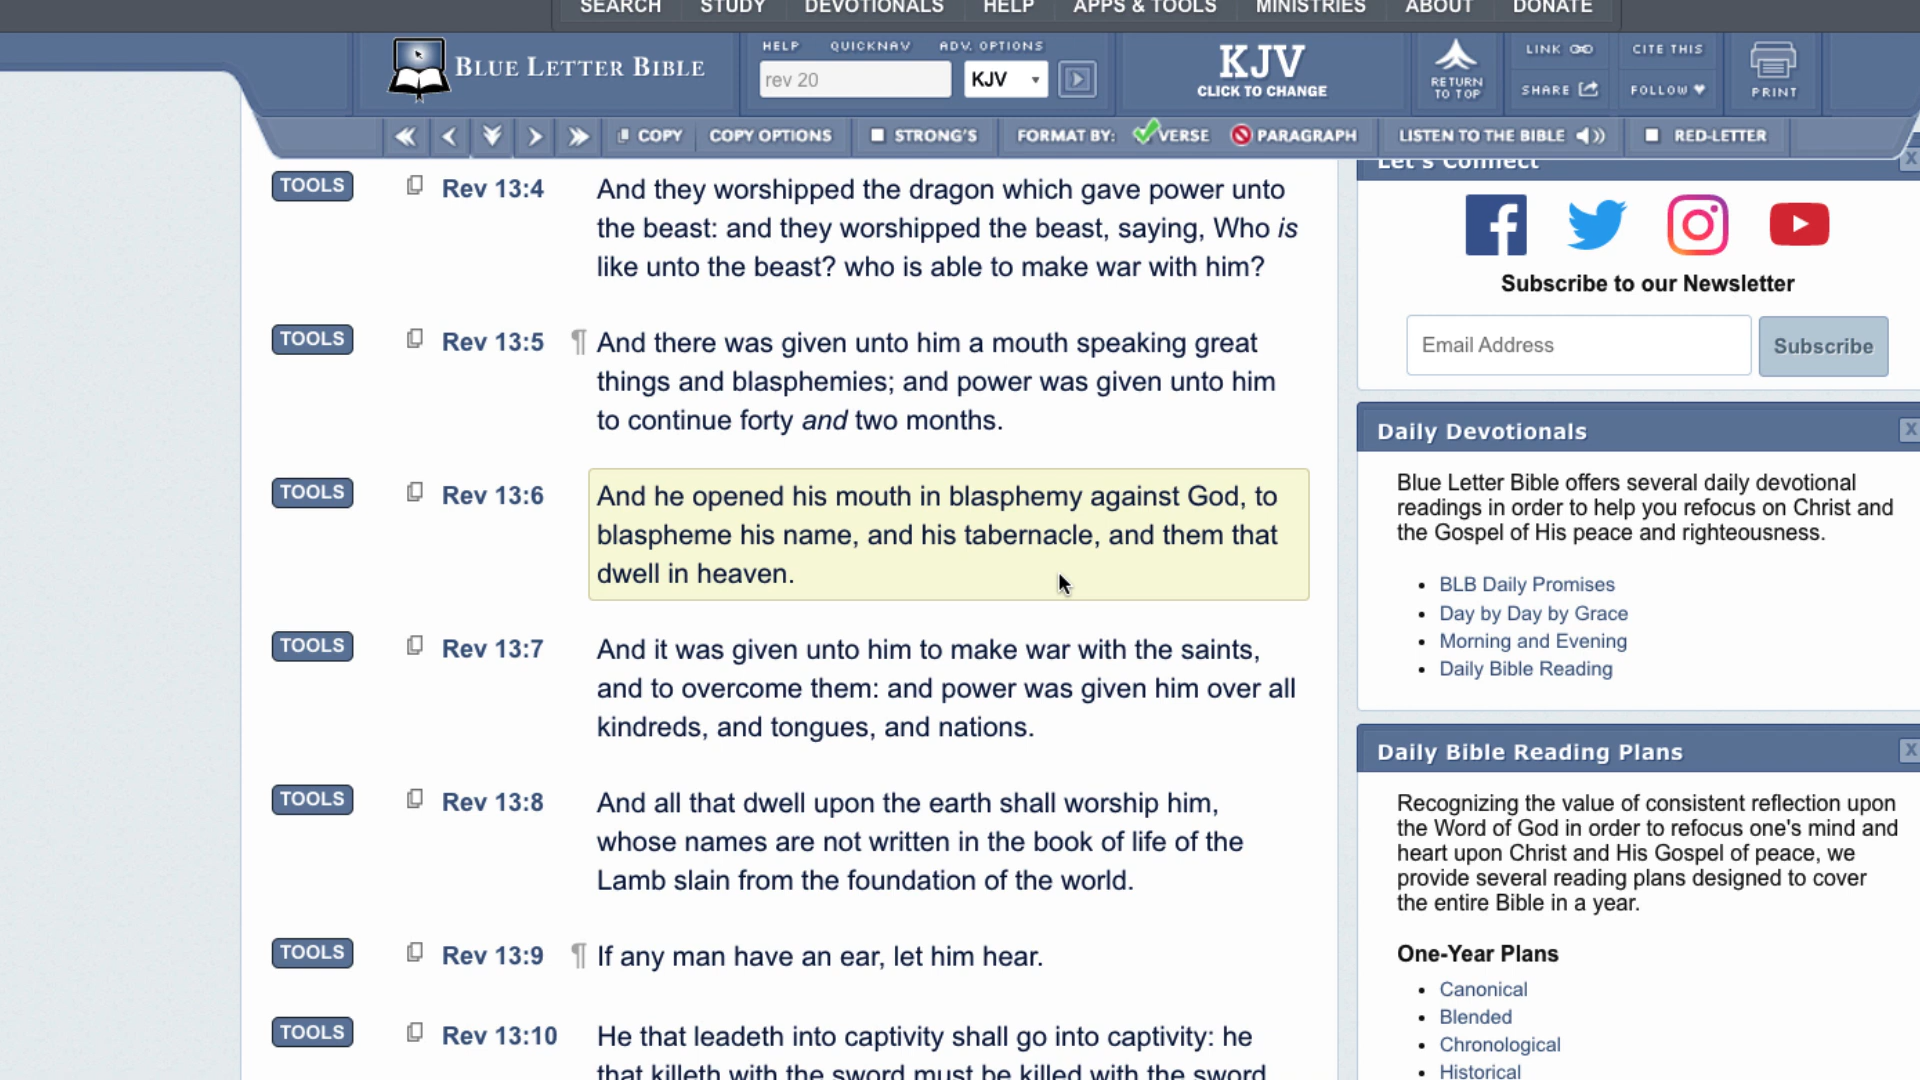 SEARCH STUDY DEVOTIONALS HELP APPS & TOOLS MINISTRIES ABOUT DONATE
BLUE LETTER BIBLE
HELP QUICKNAV ADV. OPTIONS
rev 20 KJV
KJV
CLICK TO CHANGE
RETURN
TO TOP
LINK
SHARE
CITE THIS
FOLLOW
PRINT
COPY COPY OPTIONS STRONG'S FORMAT BY: VERSE PARAGRAPH LISTEN TO THE BIBLE RED-LETTER
TOOLS Rev 13:4 And they worshipped the dragon which gave power unto
the beast: and they worshipped the beast, saying, Who is
like unto the beast? who is able to make war with him?
TOOLS Rev 13:5 ¶ And there was given unto him a mouth speaking great
things and blasphemies; and power was given unto him
to continue forty and two months.
TOOLS Rev 13:6 And he opened his mouth in blasphemy against God, to
blaspheme his name, and his tabernacle, and them that
dwell in heaven.
TOOLS Rev 13:7 And it was given unto him to make war with the saints,
and to overcome them: and power was given him over all
kindreds, and tongues, and nations.
TOOLS Rev 13:8 And all that dwell upon the earth shall worship him,
whose names are not written in the book of life of the
Lamb slain from the foundation of the world.
TOOLS Rev 13:9 ¶ If any man have an ear, let him hear.
TOOLS Rev 13:10 He that leadeth into captivity shall go into captivity: he
that killeth with the sword must be killed with the sword
Let's Connect X
Subscribe to our Newsletter
Email Address Subscribe
Daily Devotionals X
Blue Letter Bible offers several daily devotional
readings in order to help you refocus on Christ and
the Gospel of His peace and righteousness.
• BLB Daily Promises
• Day by Day by Grace
• Morning and Evening
• Daily Bible Reading
Daily Bible Reading Plans X
Recognizing the value of consistent reflection upon
the Word of God in order to refocus one's mind and
heart upon Christ and His Gospel of peace, we
provide several reading plans designed to cover
the entire Bible in a year.
One-Year Plans
• Canonical
• Blended
• Chronological
• Historical